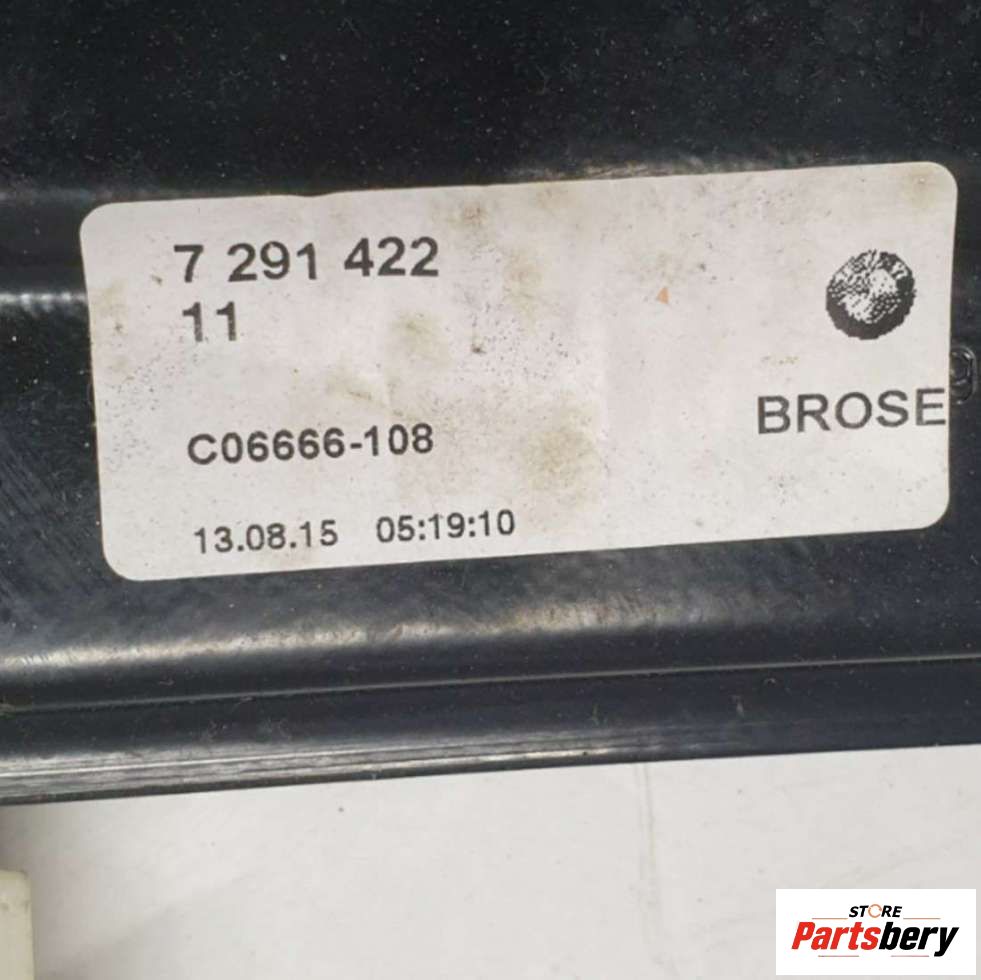 7 291 422
11
BROSE
C06666-108
13.08.15 05:19:10
STORE
Partsbery